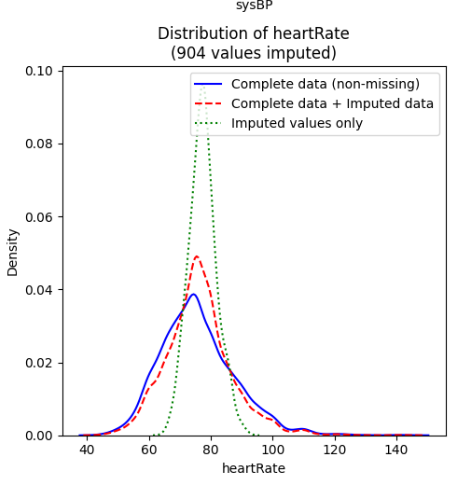 sysBP
Distribution of heartRate
(904 values imputed)
Complete data (non-missing)
Complete data + Imputed data
Imputed values only
0.10
0.08
0.06
0.04
0.02
0.00
Density
40 60 80 100 120 140
heartRate